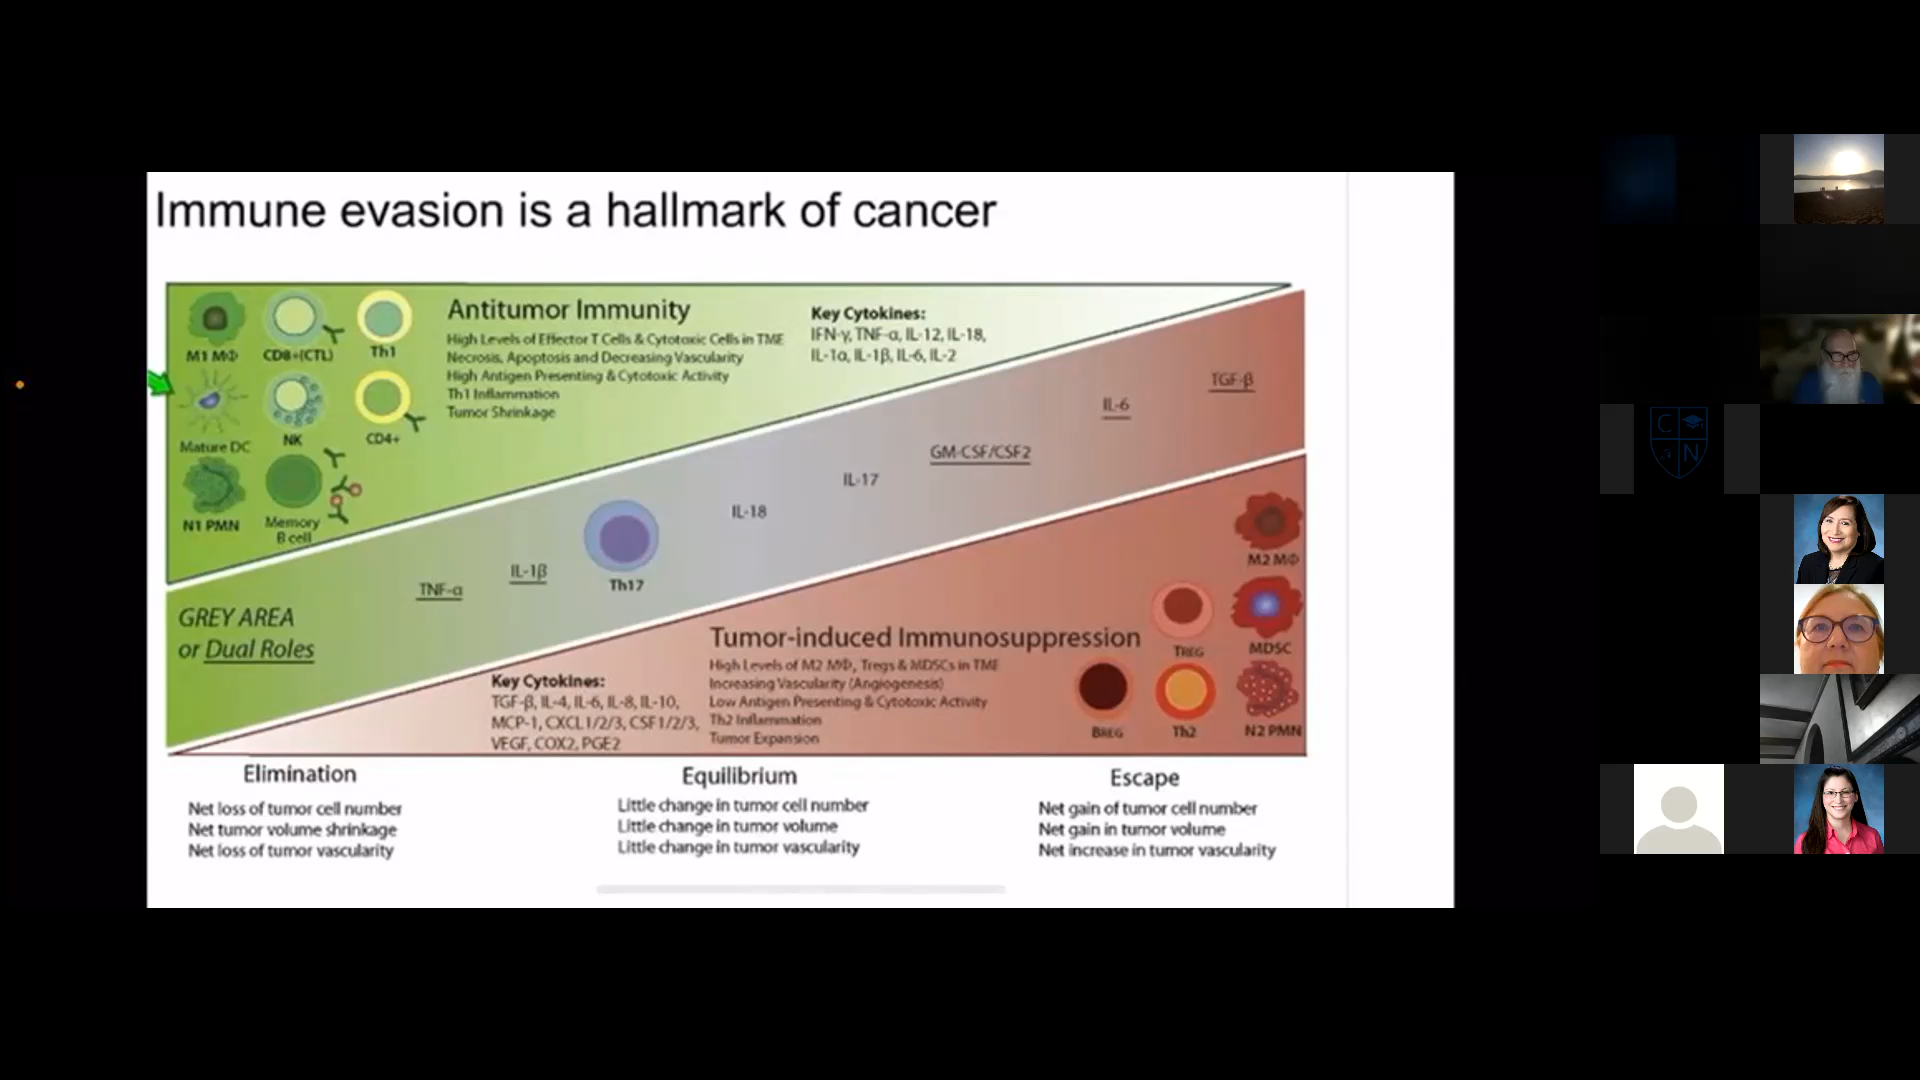 Immune evasion is a hallmark of cancer
M1 MΦ
CD8+(CTL)
Th1
Mature DC
NK
CD4+
N1 PMN
Memory
B cell
Antitumor Immunity
High Levels of Effector T Cells & Cytotoxic Cells in TME
Necrosis, Apoptosis and Decreasing Vascularity
High Antigen Presenting & Cytotoxic Activity
Th1 Inflammation
Tumor Shrinkage
Key Cytokines:
IFN-γ, TNF-α, IL-12, IL-18,
IL-1α, IL-1β, IL-6, IL-2
GREY AREA
or Dual Roles
TNF-α
IL-1β
Th17
IL-18
IL-17
GM-CSF/CSF2
IL-6
TGF-β
Key Cytokines:
TGF-β, IL-4, IL-6, IL-8, IL-10,
MCP-1, CXCL1/2/3, CSF1/2/3,
VEGF, COX2, PGE2
Tumor-induced Immunosuppression
High Levels of M2 MΦ, Tregs & MDSCs in TME
Increasing Vascularity (Angiogenesis)
Low Antigen Presenting & Cytotoxic Activity
Th2 Inflammation
Tumor Expansion
M2 MΦ
TREG
MDSC
BREG
Th2
N2 PMN
Elimination
Net loss of tumor cell number
Net tumor volume shrinkage
Net loss of tumor vascularity
Equilibrium
Little change in tumor cell number
Little change in tumor volume
Little change in tumor vascularity
Escape
Net gain of tumor cell number
Net gain in tumor volume
Net increase in tumor vascularity
C
N